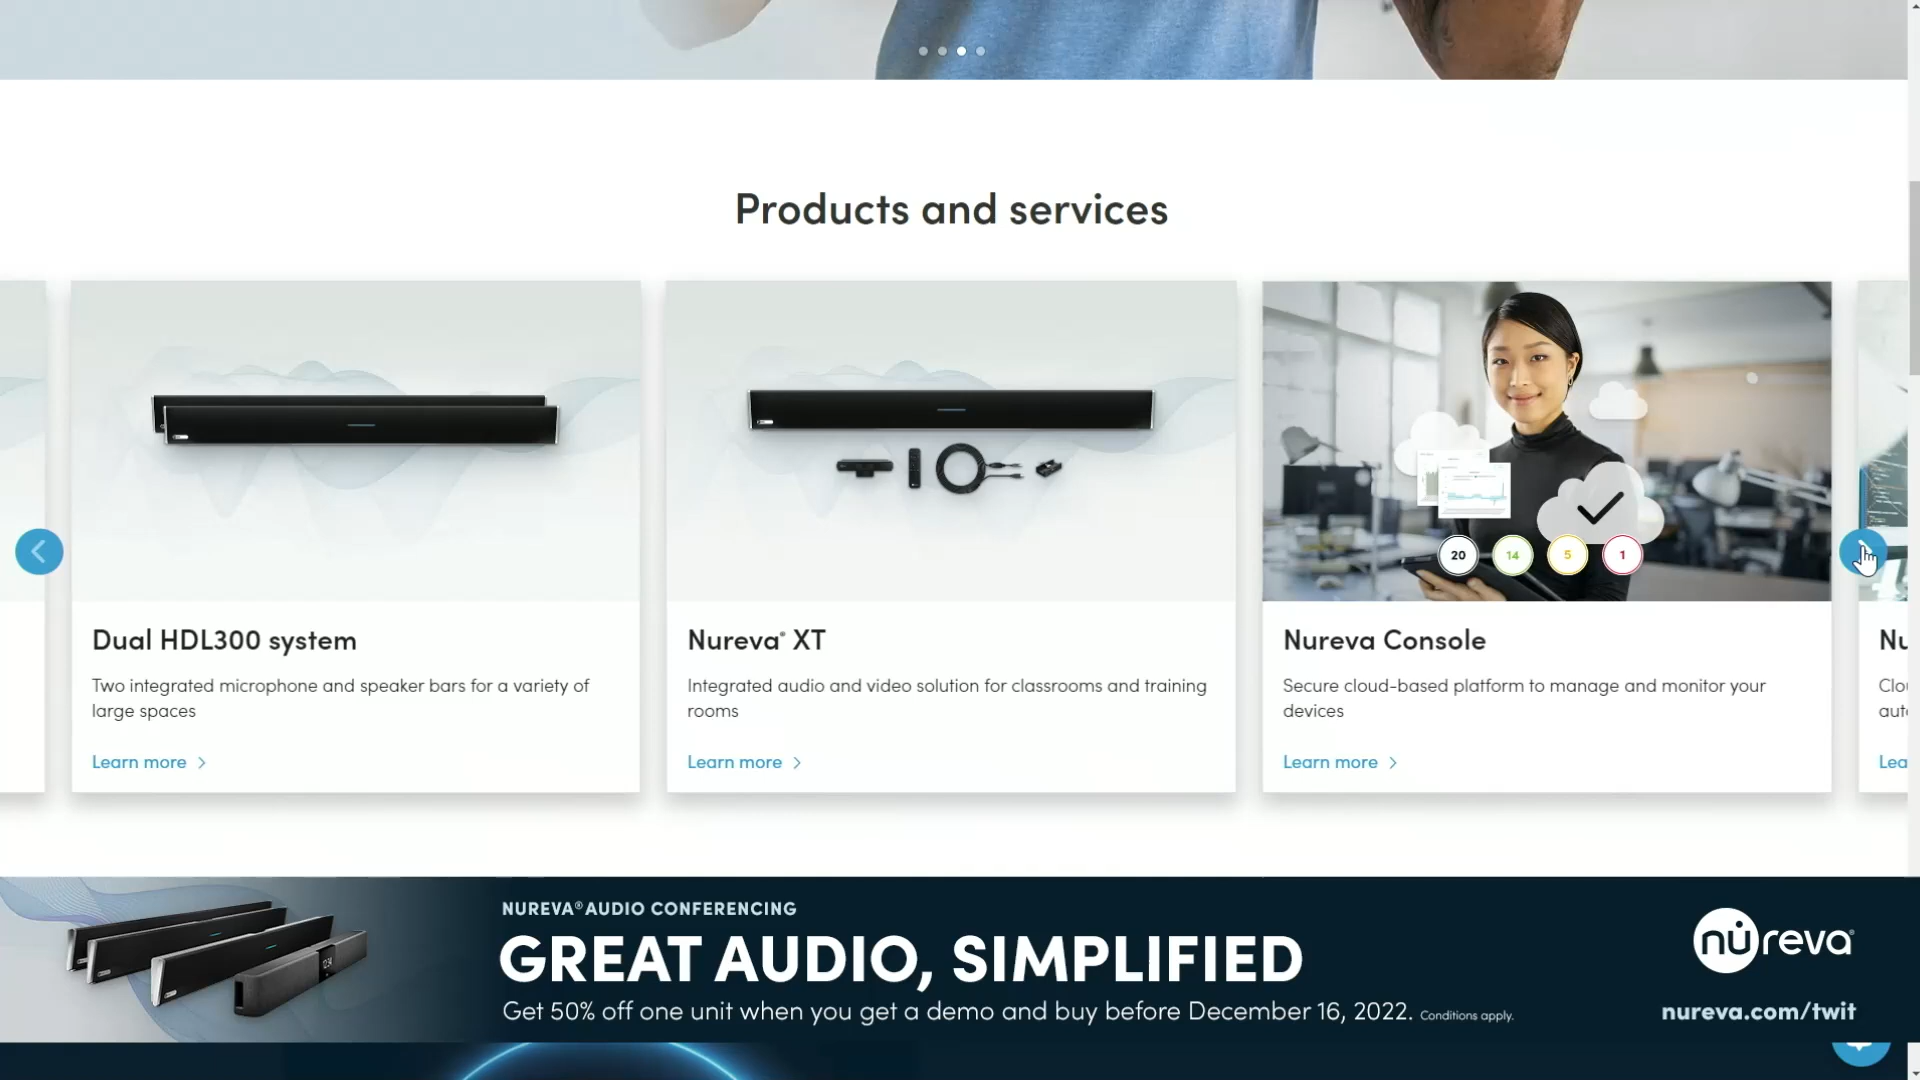 Products and services
Dual HDL300 system
Two integrated microphone and speaker bars for a variety of
large spaces
Learn more
Nureva® XT
Integrated audio and video solution for classrooms and training
rooms
Learn more
20 14 5 1
Nureva Console
Secure cloud-based platform to manage and monitor your
devices
Learn more
Nu
Clou
auto
Lea
NUREVA® AUDIO CONFERENCING
GREAT AUDIO, SIMPLIFIED
Get 50% off one unit when you get a demo and buy before December 16, 2022. Conditions apply.
nureva®
nureva.com/twit